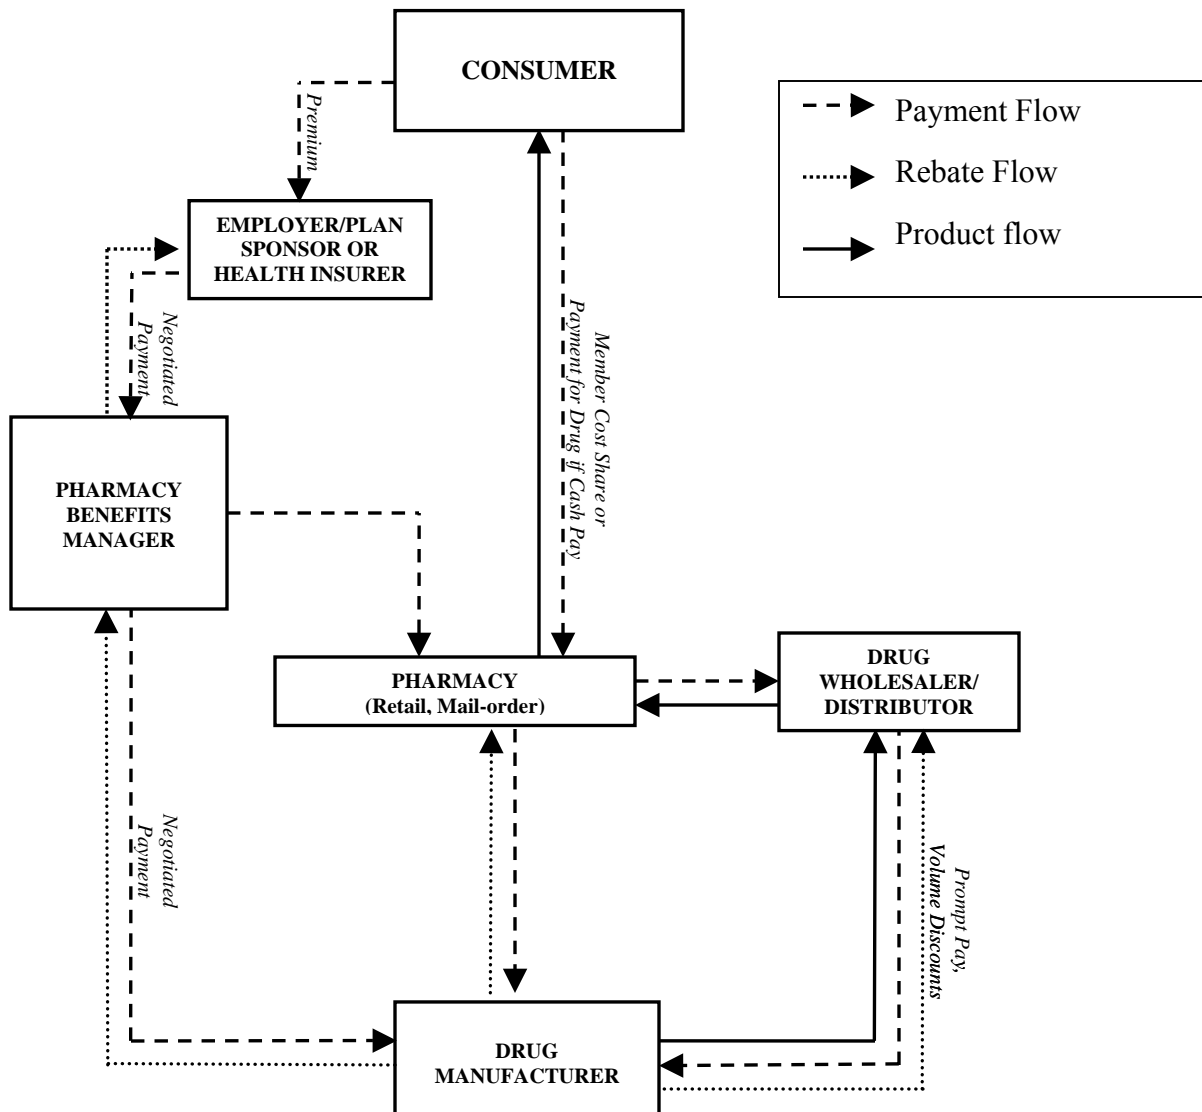 CONSUMER
Payment Flow
Rebate Flow
Product flow
Premium
EMPLOYER/PLAN
SPONSOR OR
HEALTH INSURER
Negotiated
Payment
Member Cost Share or
Payment for Drug if Cash Pay
PHARMACY
BENEFITS
MANAGER
PHARMACY
(Retail, Mail-order)
DRUG
WHOLESALER/
DISTRIBUTOR
Negotiated
Payment
Prompt Pay,
Volume Discounts
DRUG
MANUFACTURER